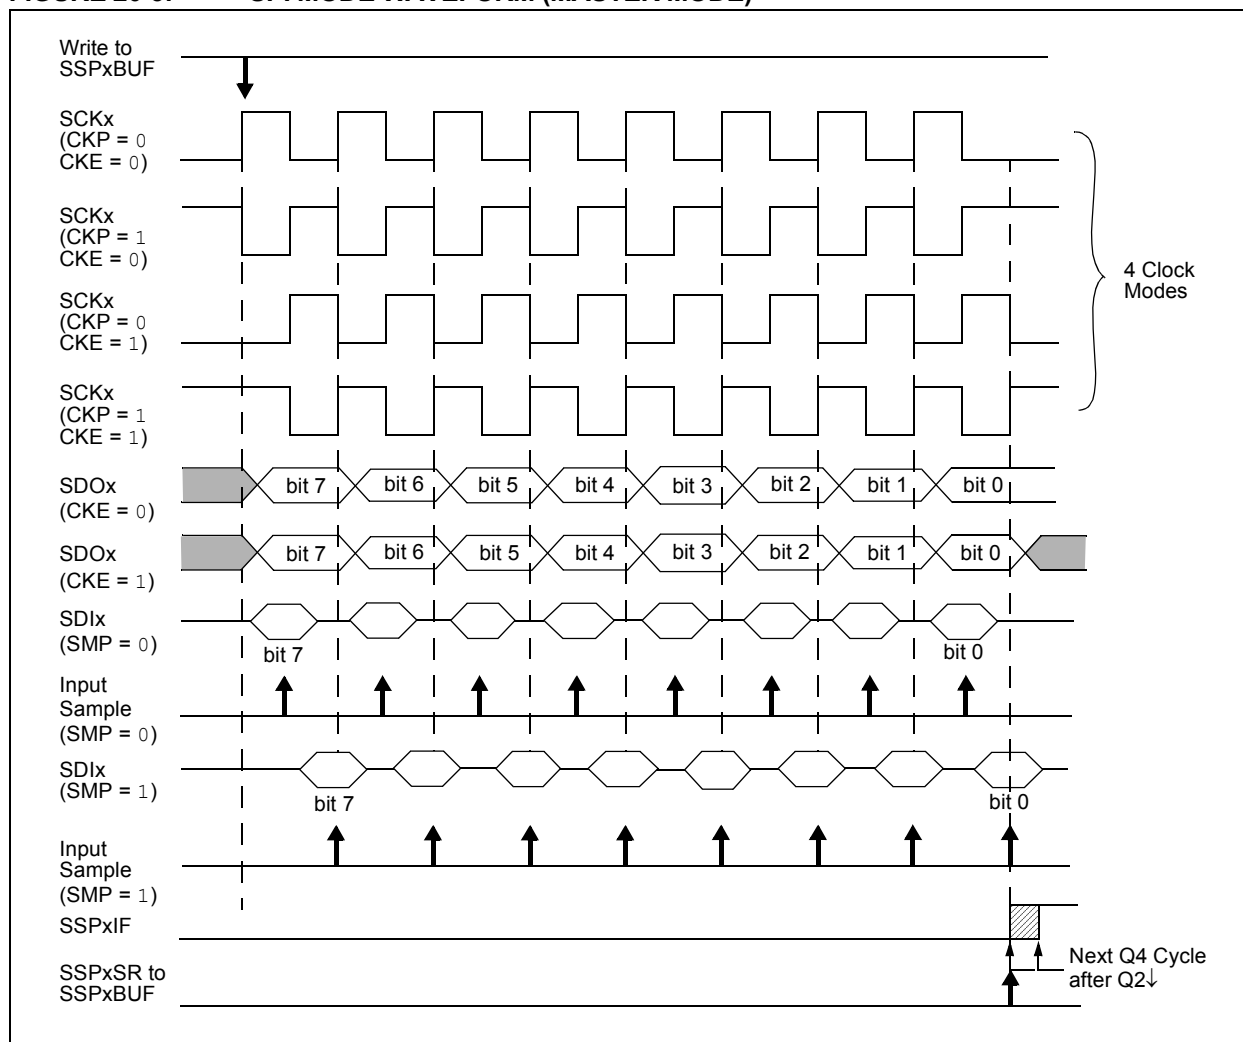 Write to
SSPxBUF
SCKx
(CKP = 0
CKE = 0)
SCKx
(CKP = 1
CKE = 0)
SCKx
(CKP = 0
CKE = 1)
SCKx
(CKP = 1
CKE = 1)
4 Clock
Modes
SDOx
(CKE = 0)
bit 7 bit 6 bit 5 bit 4 bit 3 bit 2 bit 1 bit 0
SDOx
(CKE = 1)
bit 7 bit 6 bit 5 bit 4 bit 3 bit 2 bit 1 bit 0
SDIx
(SMP = 0)
bit 7 bit 0
Input
Sample
(SMP = 0)
SDIx
(SMP = 1)
bit 7 bit 0
Input
Sample
(SMP = 1)
SSPxIF
SSPxSR to
SSPxBUF
Next Q4 Cycle
after Q2↓